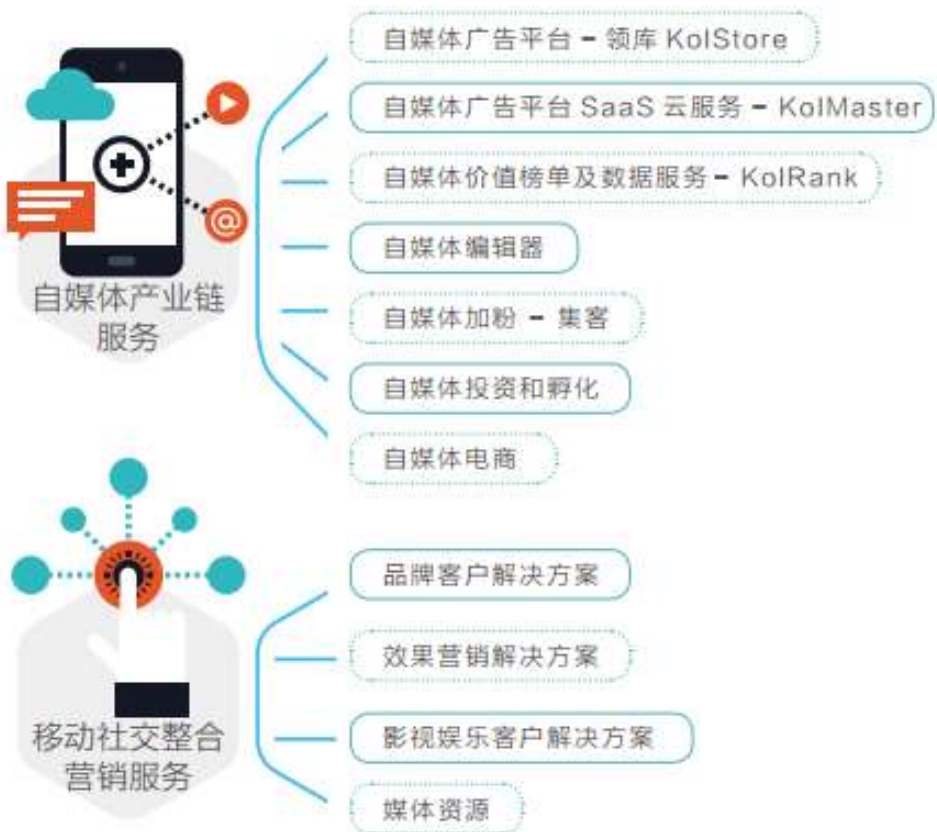 自媒体广告平台 – 领库 KolStore
自媒体广告平台 SaaS 云服务 – KolMaster
自媒体价值榜单及数据服务 – KolRank
自媒体编辑器
自媒体加粉 – 集客
自媒体投资和孵化
自媒体电商
@
自媒体产业链
服务
品牌客户解决方案
效果营销解决方案
影视娱乐客户解决方案
媒体资源
移动社交整合
营销服务